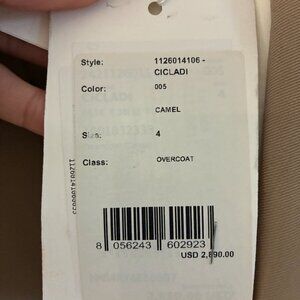 Style: 1126014106 -
CICLADI
Color: 005
CAMEL
Size: 4
Class: OVERCOAT
8 056243 602923
USD 2,890.00